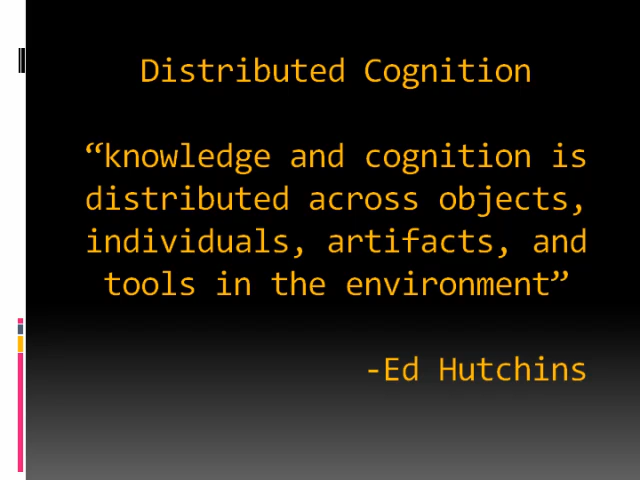 Distributed Cognition
“knowledge and cognition is
distributed across objects,
individuals, artifacts, and
tools in the environment”
-Ed Hutchins